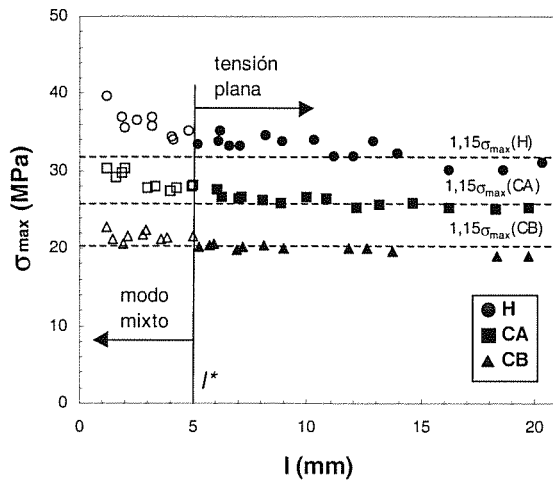 50
40
30
20
10
0
σmax (MPa)
tensión
plana
1,15σmax(H)
1,15σmax(CA)
1,15σmax(CB)
modo
mixto
l*
H
CA
CB
0
5
10
15
20
l (mm)